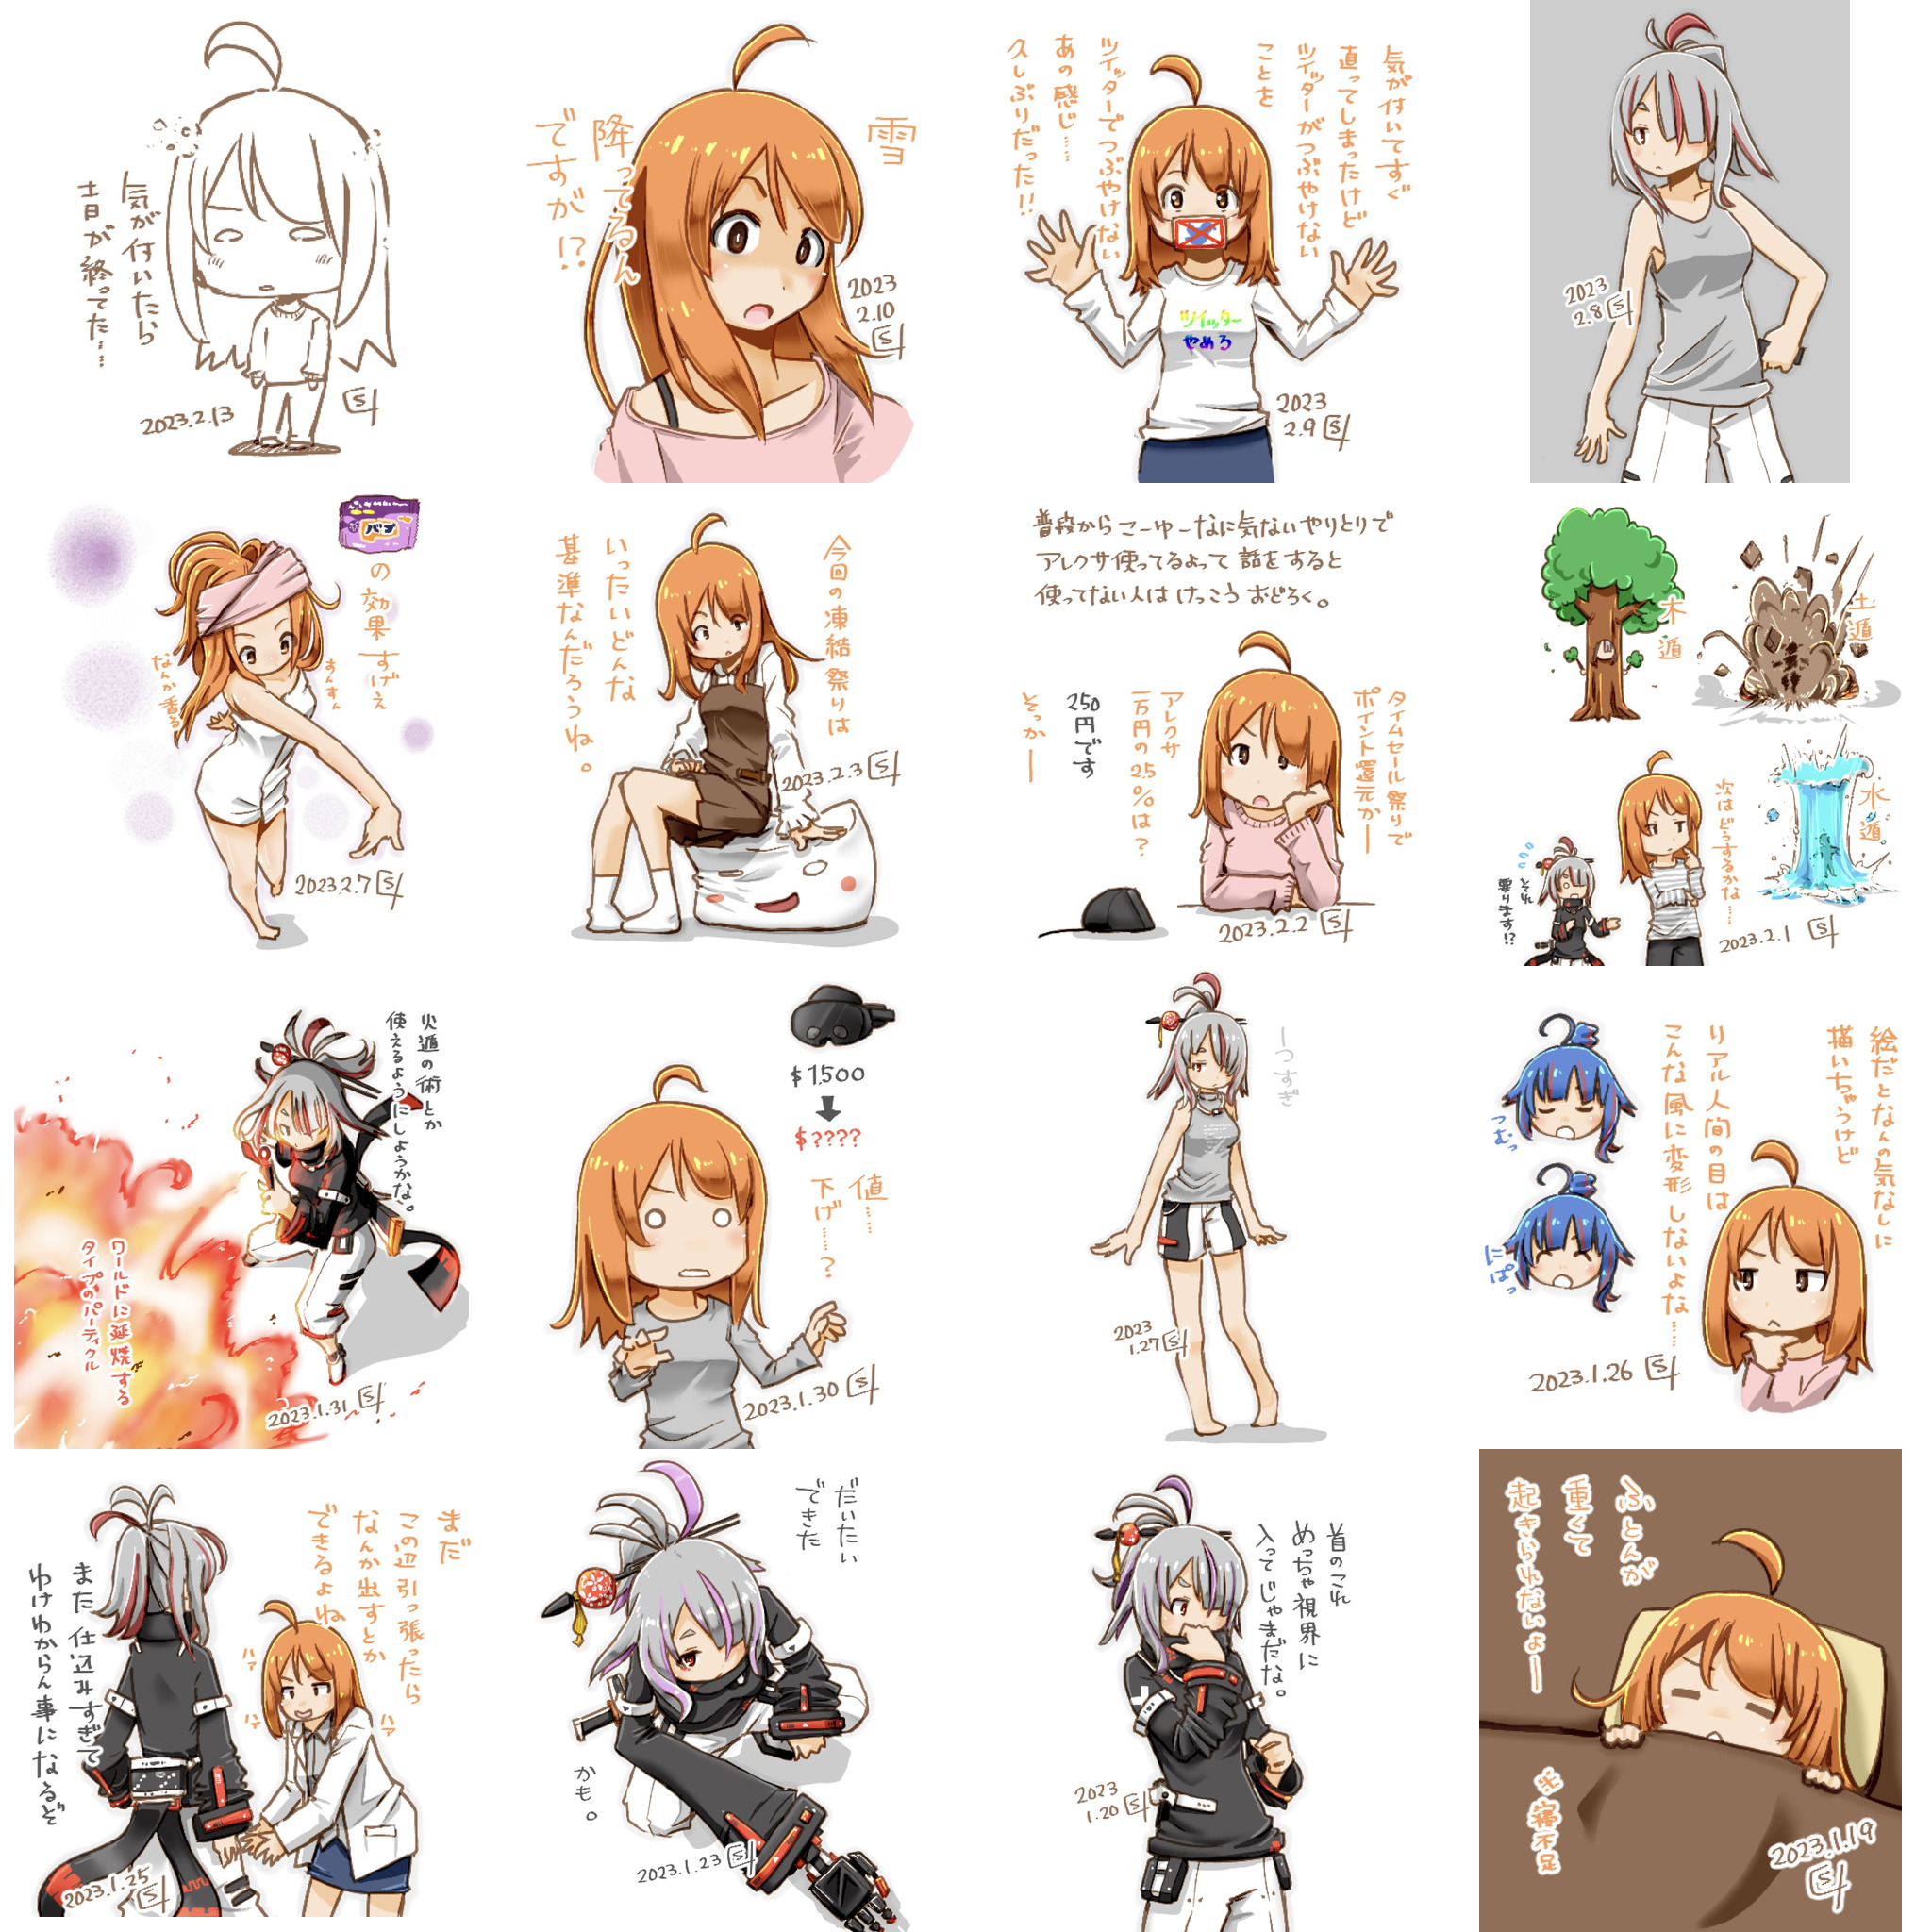 気が付いたら
土日が終ってた…
2023.2.13
雪
降ってるん
ですが!?
2023
2.10
気が付いてすぐ
直ってしまったけど
ツイッターがつぶやけない
ことを
ツイッターでつぶやけない
あの感じ……
久しぶりだった!!
ツイッター
やめろ
2023
2.9
2023
2.8
バブ
の効果すげえ
すんすん
なんか香る
2023.2.7
今回の凍結祭りは
いったいどんな
基準なんだろうね。
2023.2.3
普段からこーゆーなに気ないやりとりで
アレクサ使ってるよって話をすると
使ってない人はけっこうおどろく。
タイムセール祭りで
ポイント還元かー
アレクサ
一万円の2.5%は?
250円です
そっかー
2023.2.2
木遁
土遁
水遁
次はどうするかな……
それ
要ります!?
2023.2.1
火遁の術とか
使えるようにしようかな。
ワールドに延焼する
タイプのパーティクル
2023.1.31
$1500
$????
値……
下げ……?
2023.1.30
一つすぎ
2023
1.27
絵だとなんの気なしに
描いちゃうけど
リアル人間の目は
こんな風に変形しないよな……
つむっ
にぱっ
2023.1.26
まだ
この辺引っ張ったら
なんか出すとか
できるよね
ハァ
ハァ
ハァ
また仕込みすぎて
わけわからん事になるぞ
2023.1.25
だいたい
できた
かも。
2023.1.23
首のこれ
めっちゃ視界に
入ってじゃまだな。
2023
1.20
ふとんが
重くて
起きられないよー
※寝不足
2023.1.19